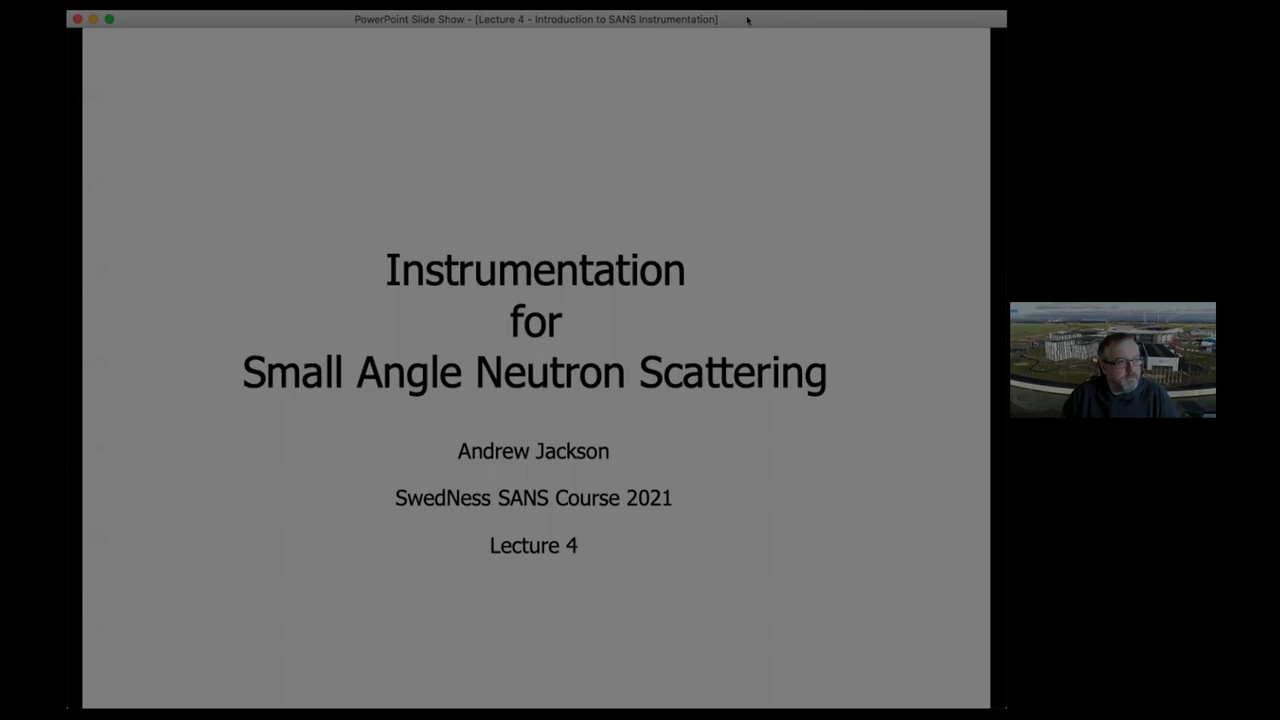 PowerPoint Slide Show - [Lecture 4 - Introduction to SANS Instrumentation]
Instrumentation
for
Small Angle Neutron Scattering
Andrew Jackson
SwedNess SANS Course 2021
Lecture 4